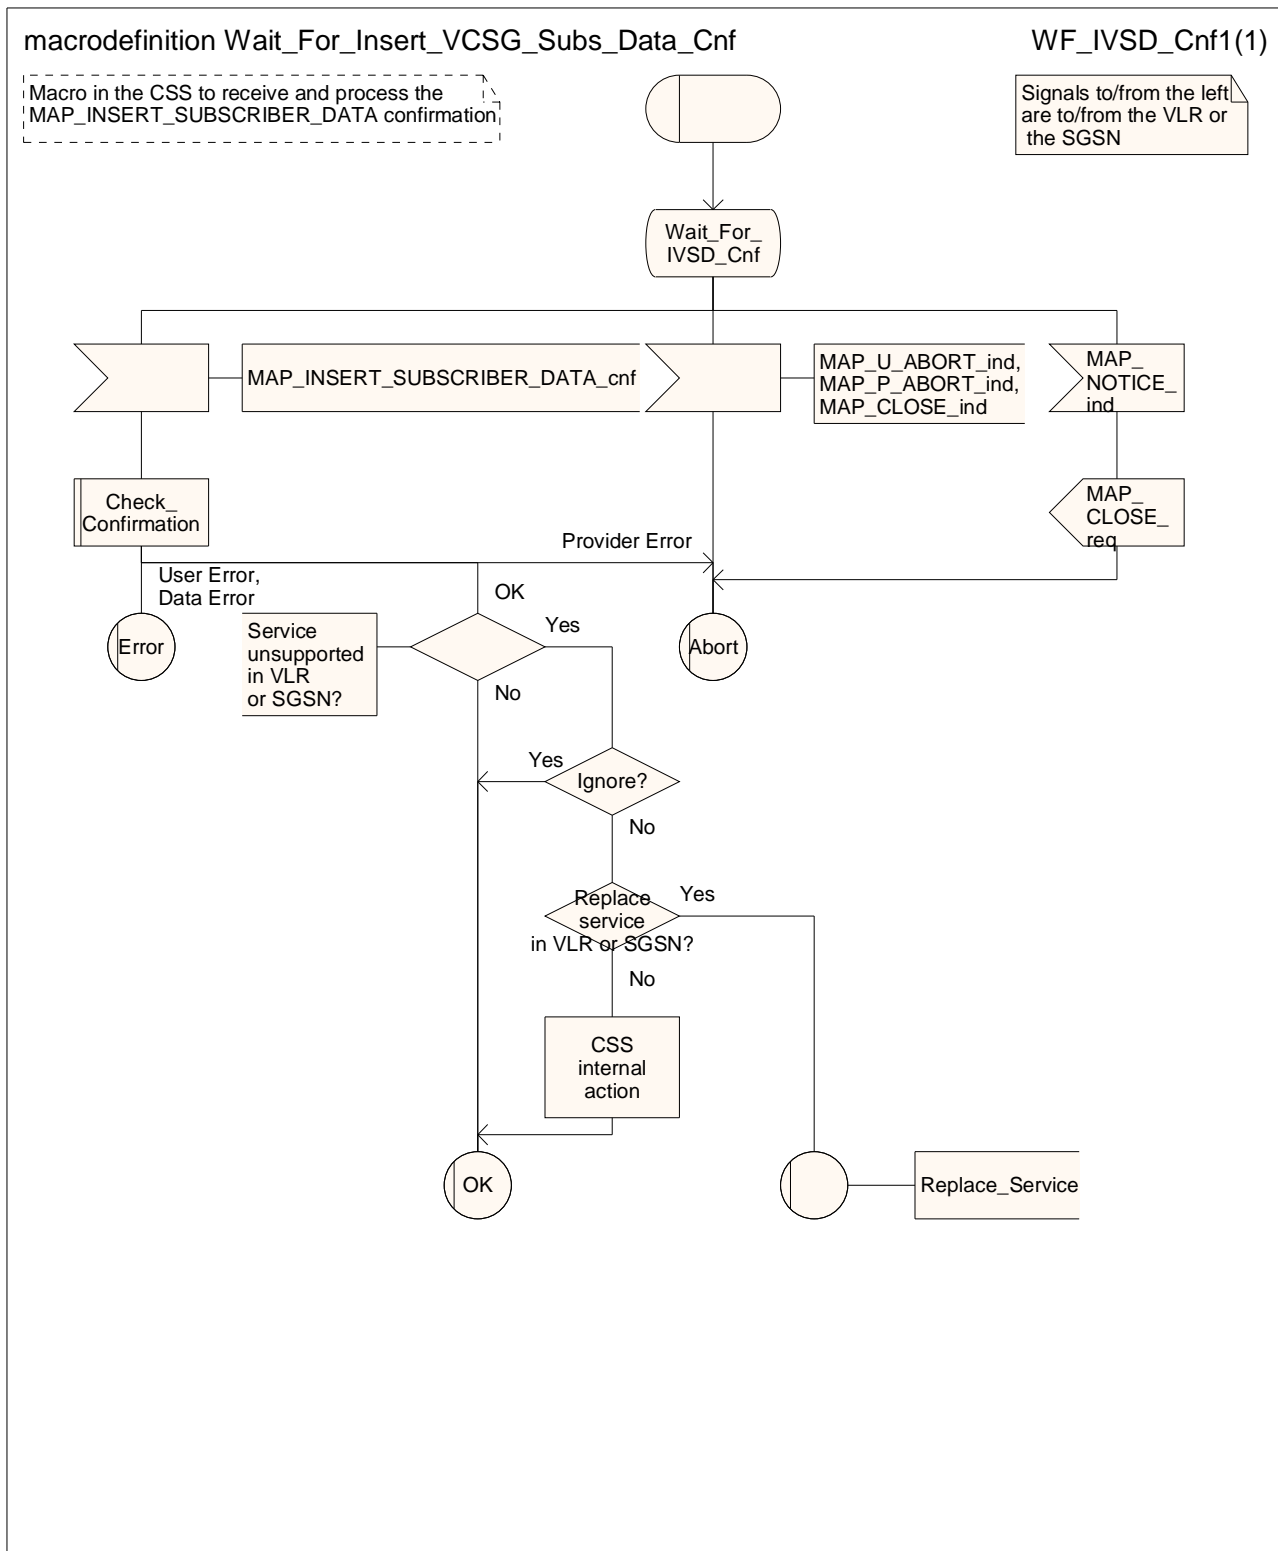 macrodefinition Wait_For_Insert_VCSG_Subs_Data_Cnf
WF_IVSD_Cnf1(1)
Macro in the CSS to receive and process the
MAP_INSERT_SUBSCRIBER_DATA confirmation
Signals to/from the left
are to/from the VLR or
the SGSN
Wait_For_
IVSD_Cnf
MAP_INSERT_SUBSCRIBER_DATA_cnf
MAP_U_ABORT_ind,
MAP_P_ABORT_ind,
MAP_CLOSE_ind
MAP_
NOTICE_
ind
Check_
Confirmation
MAP_
CLOSE_
req
Provider Error
User Error,
Data Error
OK
Error
Service
unsupported
in VLR
or SGSN?
Yes
Abort
No
Yes
Ignore?
No
Replace
service
in VLR or SGSN?
Yes
No
CSS
internal
action
OK
Replace_Service